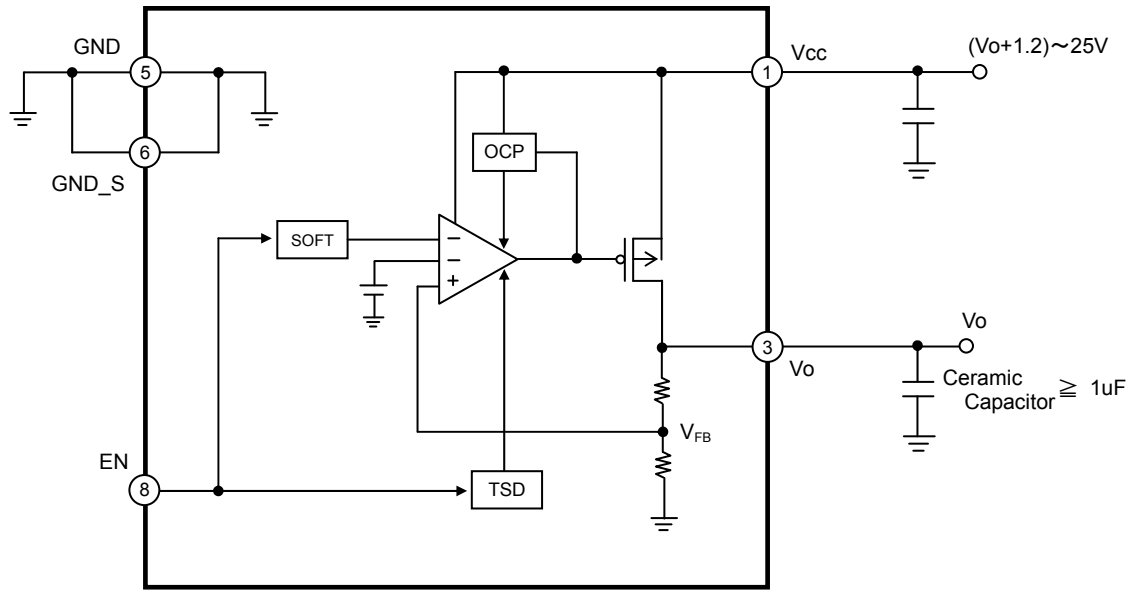 GND
5
1
Vcc
(Vo+1.2)～25V
OCP
6
GND_S
SOFT
−
−
+
Vo
3
Vo
Ceramic
Capacitor ≧ 1uF
VFB
EN
8
TSD